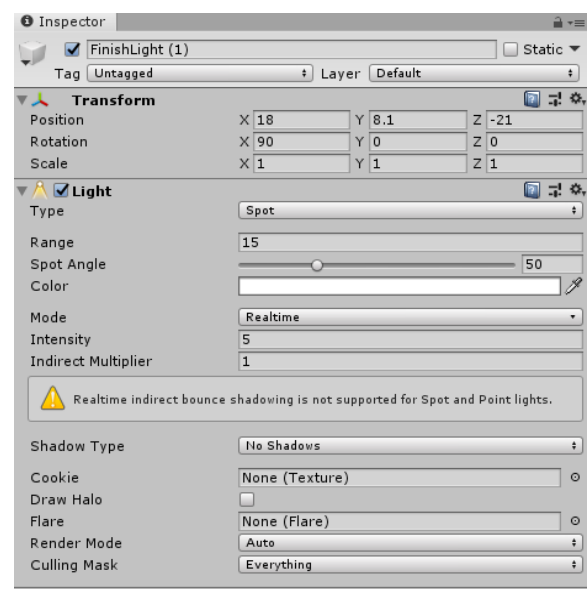 Inspector
FinishLight (1) Static
Tag Untagged Layer Default
Transform
Position X 18 Y 8.1 Z -21
Rotation X 90 Y 0 Z 0
Scale X 1 Y 1 Z 1
Light
Type Spot
Range 15
Spot Angle 50
Color
Mode Realtime
Intensity 5
Indirect Multiplier 1
Realtime indirect bounce shadowing is not supported for Spot and Point lights.
Shadow Type No Shadows
Cookie None (Texture)
Draw Halo
Flare None (Flare)
Render Mode Auto
Culling Mask Everything